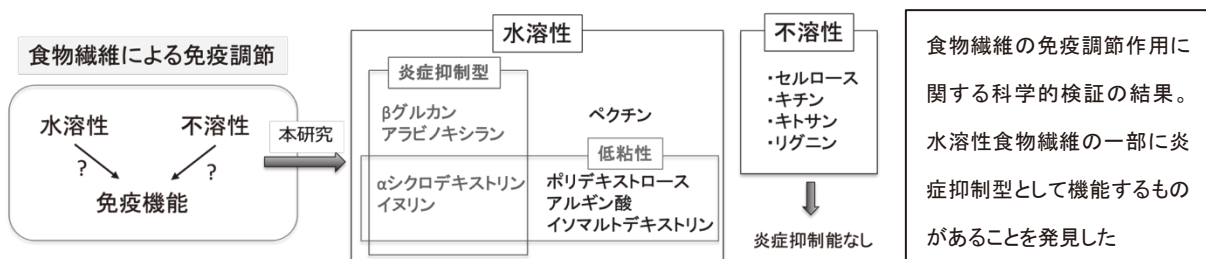 食物繊維による免疫調節
水溶性
不溶性
?
?
免疫機能
本研究
水溶性
炎症抑制型
βグルカン
アラビノキシラン
ペクチン
低粘性
αシクロデキストリン
イヌリン
ポリデキストロース
アルギン酸
イソマルトデキストリン
不溶性
・セルロース
・キチン
・キトサン
・リグニン
炎症抑制能なし
食物繊維の免疫調節作用に
関する科学的検証の結果。
水溶性食物繊維の一部に炎
症抑制型として機能するもの
があることを発見した